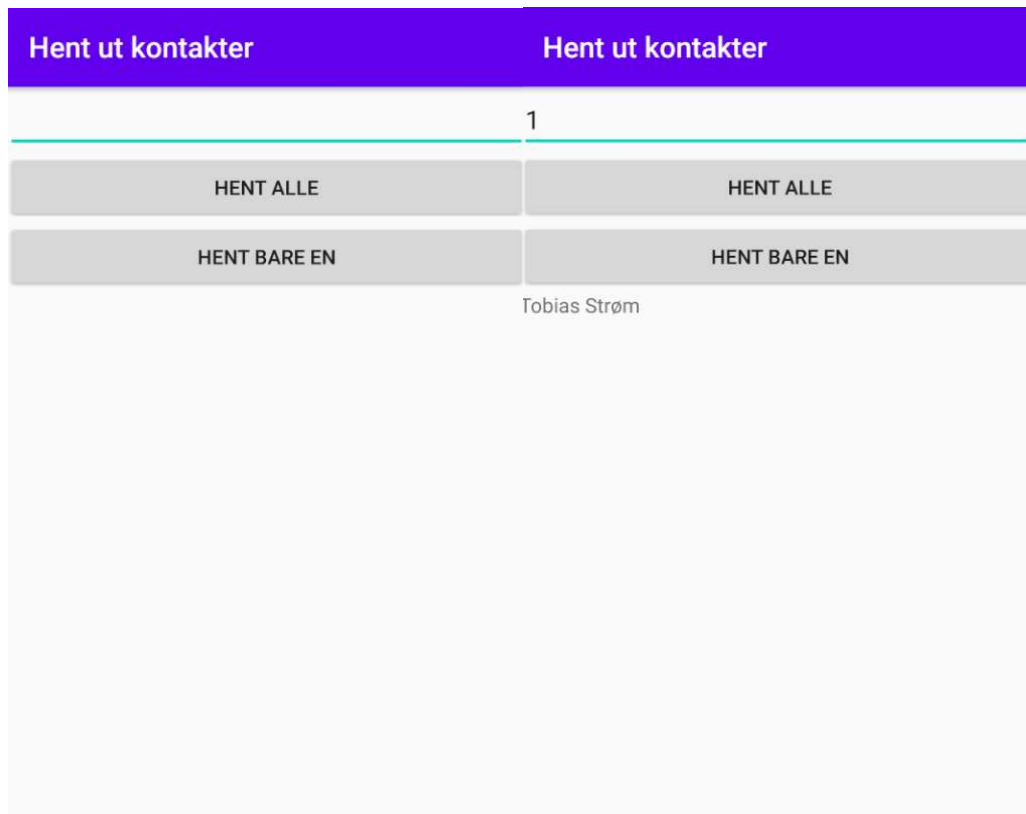 Hent ut kontakter
HENT ALLE
HENT BARE EN
Hent ut kontakter
1
HENT ALLE
HENT BARE EN
Tobias Strøm